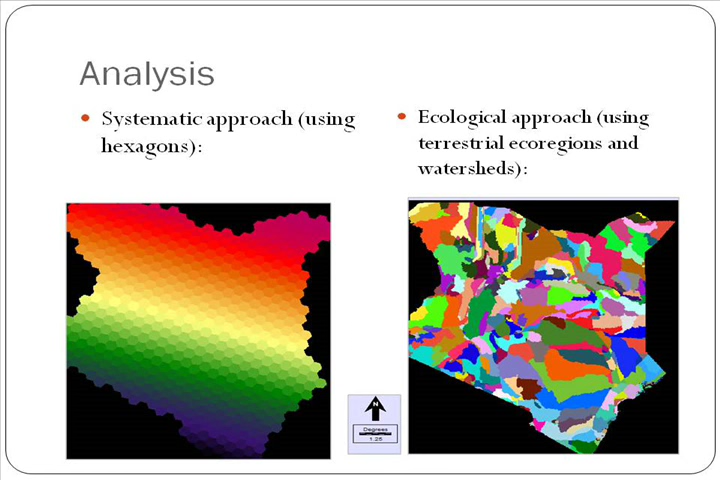 Analysis
• Systematic approach (using
hexagons):
• Ecological approach (using
terrestrial ecoregions and
watersheds):
N
Degrees
1.25